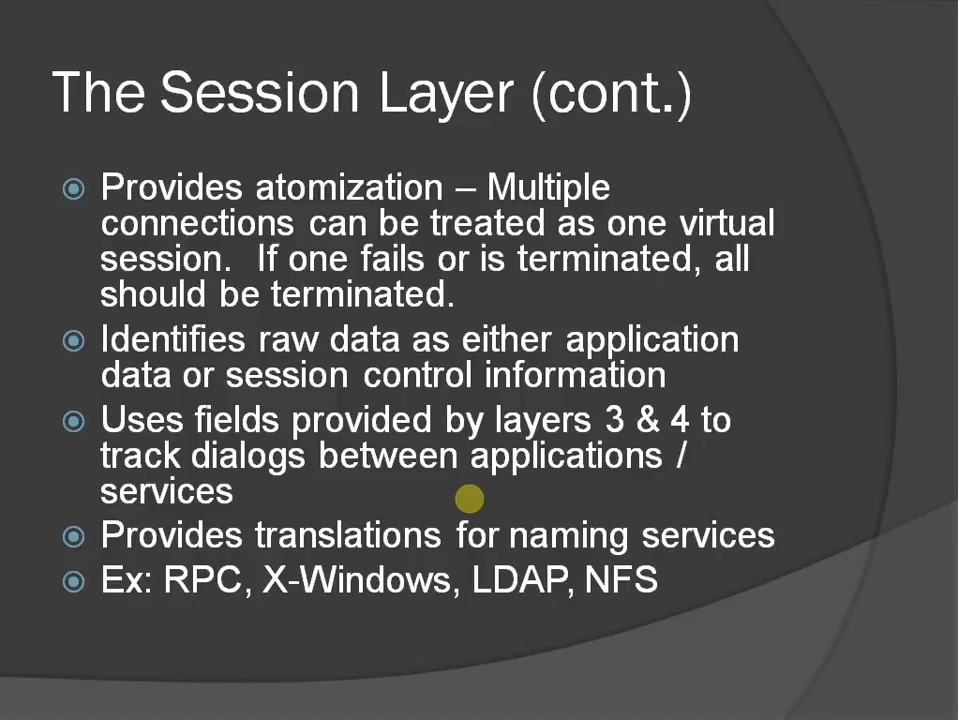 The Session Layer (cont.)
Provides atomization – Multiple
connections can be treated as one virtual
session.  If one fails or is terminated, all
should be terminated.
Identifies raw data as either application
data or session control information
Uses fields provided by layers 3 & 4 to
track dialogs between applications /
services
Provides translations for naming services
Ex: RPC, X-Windows, LDAP, NFS